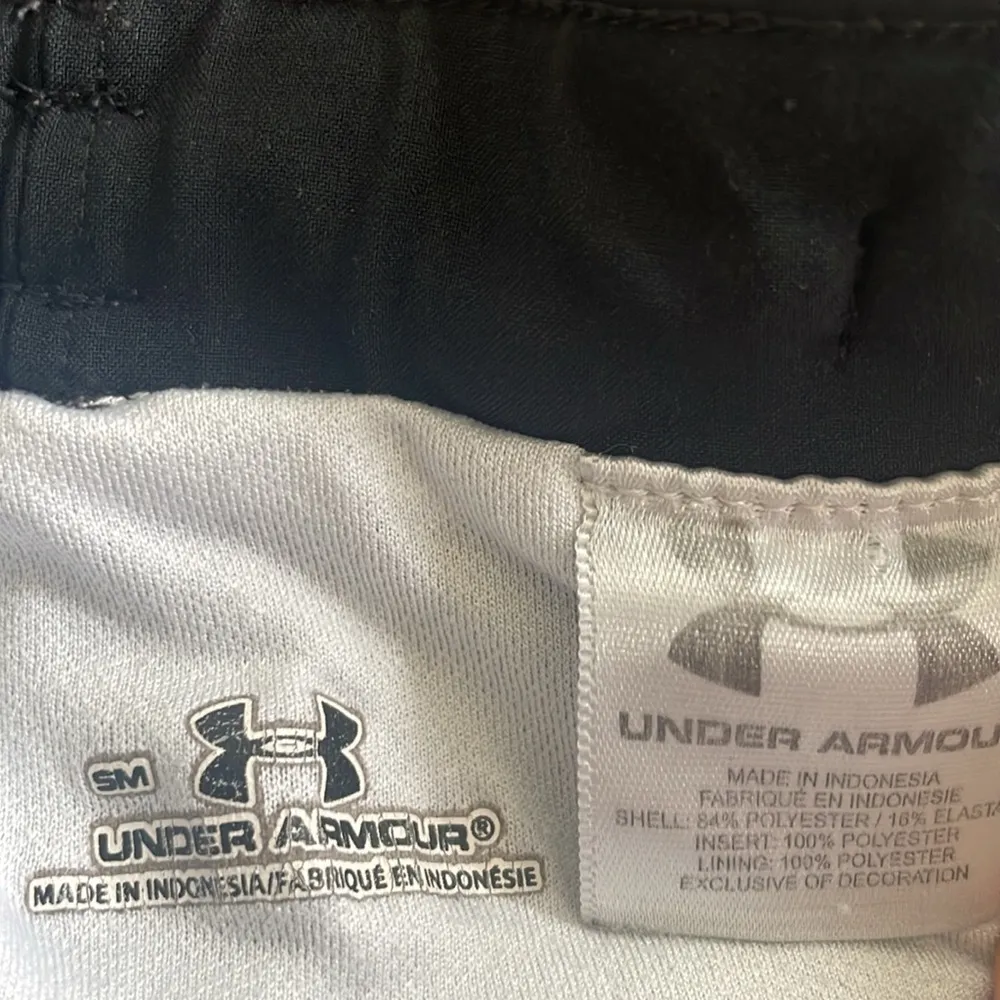 SM
UNDER ARMOUR®
MADE IN INDONESIA/FABRIQUÉ EN INDONÉSIE
UNDER ARMOU
MADE IN INDONESIA
FABRIQUÉ EN INDONESIE
SHELL: 84% POLYESTER / 16% ELASTA
INSERT: 100% POLYESTER
LINING: 100% POLYESTER
EXCLUSIVE OF DECORATION